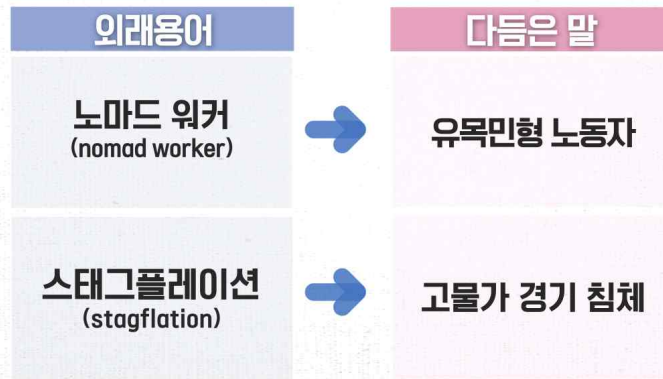 외래용어
다듬은 말
노마드 워커
(nomad worker)
유목민형 노동자
스태그플레이션
(stagflation)
고물가 경기 침체